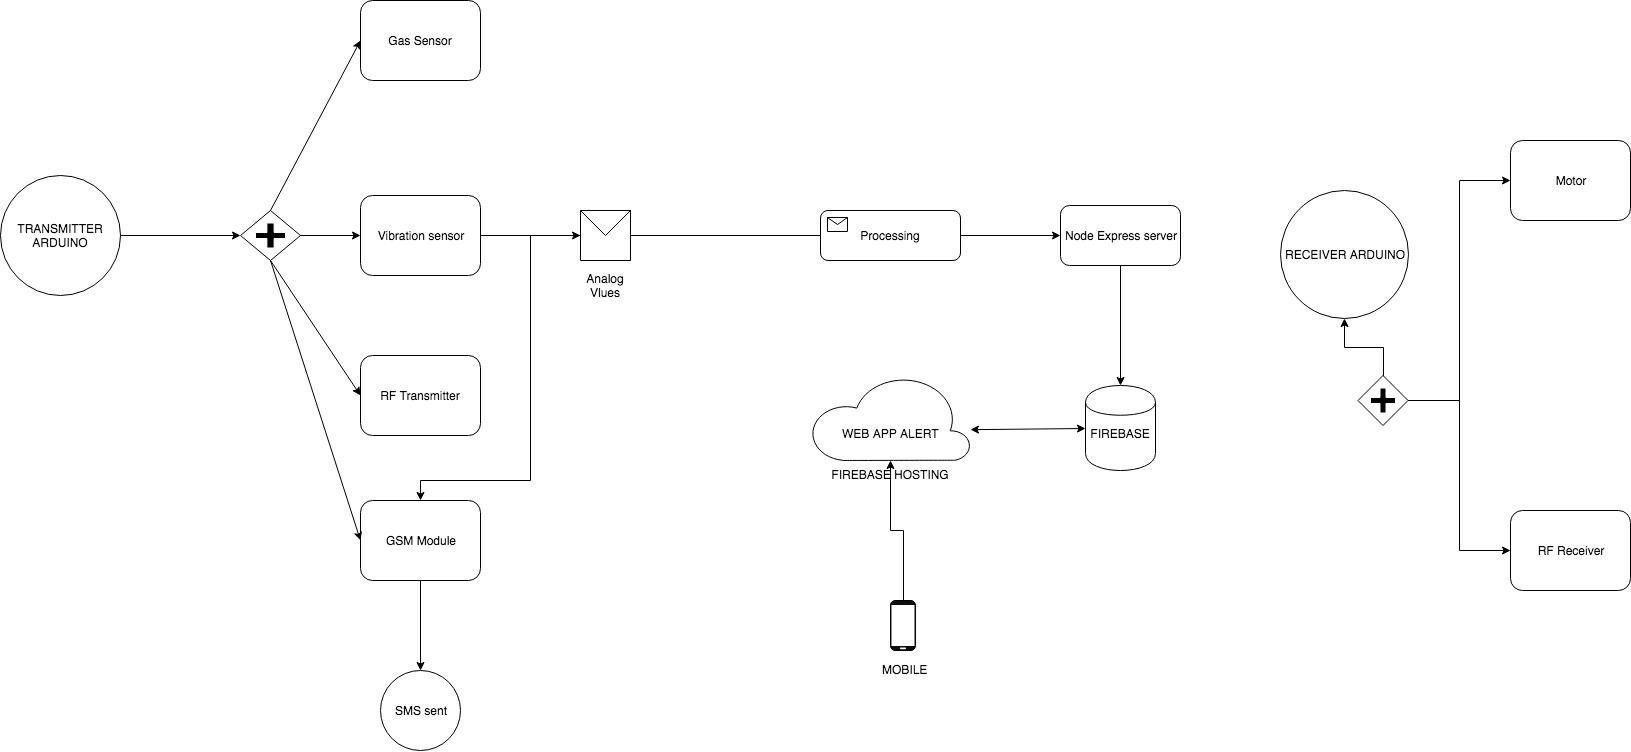 Gas Sensor
TRANSMITTER
ARDUINO
Vibration sensor
Analog
Vlues
Processing
Node Express server
RF Transmitter
GSM Module
SMS sent
WEB APP ALERT
FIREBASE HOSTING
FIREBASE
MOBILE
RECEIVER ARDUINO
Motor
RF Receiver